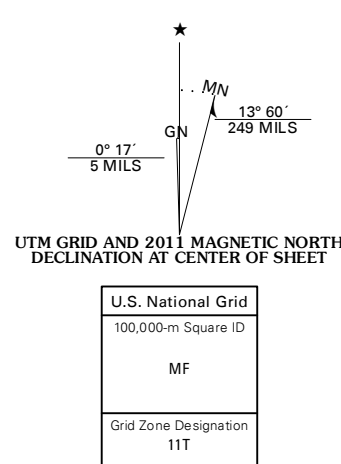 ★
MN
GN
13° 60´
249 MILS
0° 17´
5 MILS
UTM GRID AND 2011 MAGNETIC NORTH
DECLINATION AT CENTER OF SHEET
U.S. National Grid
100,000-m Square ID
MF
Grid Zone Designation
11T